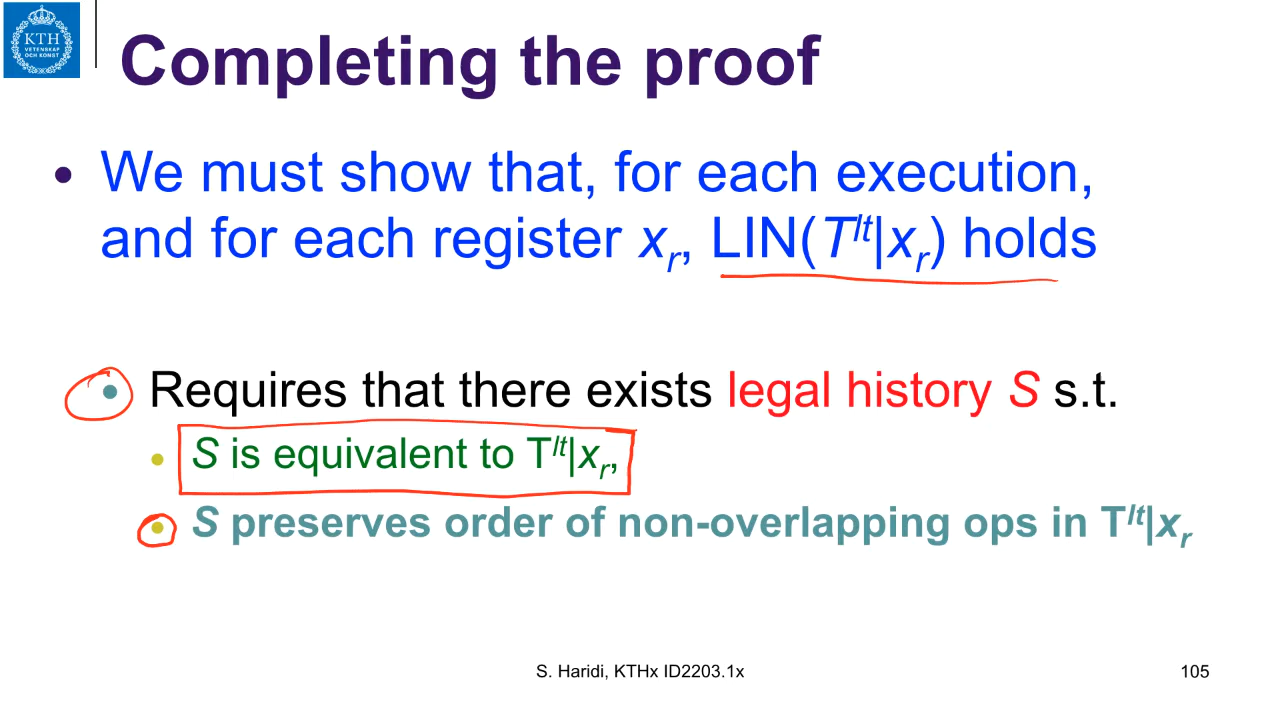 KTH
VETENSKAP
OCH KONST
Completing the proof
• We must show that, for each execution,
and for each register xᵣ, LIN(Tˡᵗ|xᵣ) holds
• Requires that there exists legal history S s.t.
• S is equivalent to Tˡᵗ|xᵣ,
• S preserves order of non-overlapping ops in Tˡᵗ|xᵣ
S. Haridi, KTHx ID2203.1x
105